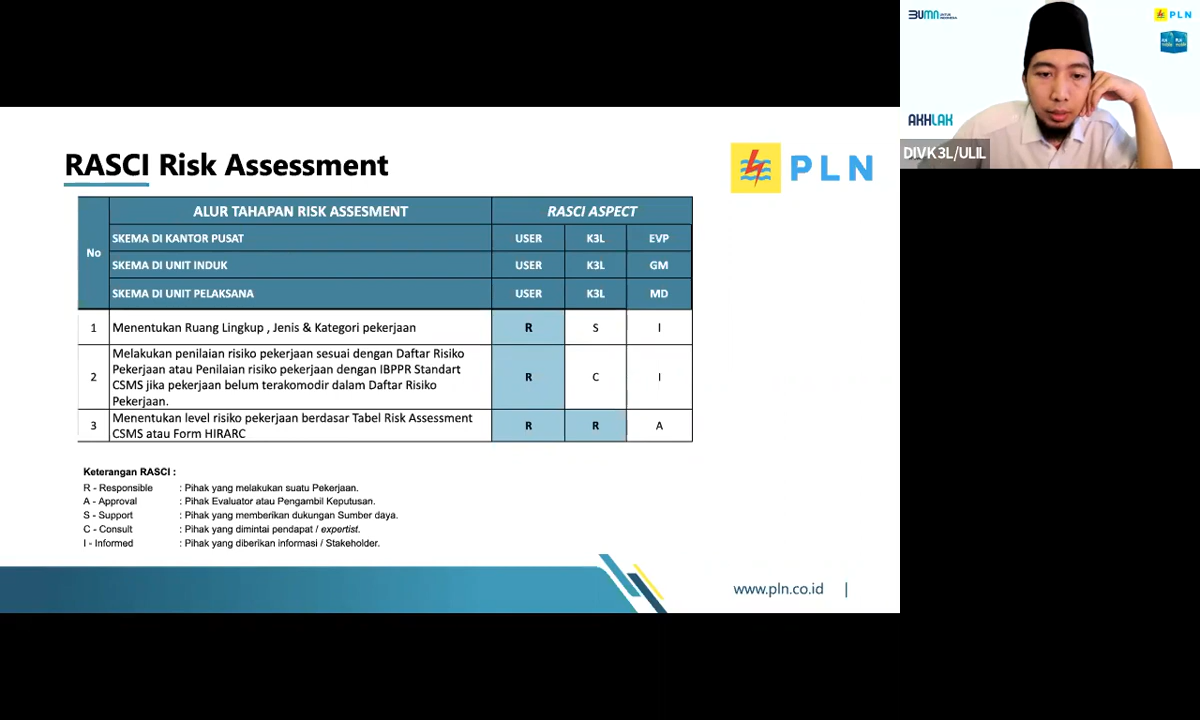 RASCI Risk Assessment
PLN
No
ALUR TAHAPAN RISK ASSESMENT
RASCI ASPECT
SKEMA DI KANTOR PUSAT
USER
K3L
EVP
SKEMA DI UNIT INDUK
USER
K3L
GM
SKEMA DI UNIT PELAKSANA
USER
K3L
MD
1
Menentukan Ruang Lingkup , Jenis & Kategori pekerjaan
R
S
I
2
Melakukan penilaian risiko pekerjaan sesuai dengan Daftar Risiko
Pekerjaan atau Penilaian risiko pekerjaan dengan IBPPR Standart
CSMS jika pekerjaan belum terakomodir dalam Daftar Risiko
Pekerjaan.
R
C
I
3
Menentukan level risiko pekerjaan berdasar Tabel Risk Assessment
CSMS atau Form HIRARC
R
R
A
Keterangan RASCI :
R - Responsible : Pihak yang melakukan suatu Pekerjaan.
A - Approval : Pihak Evaluator atau Pengambil Keputusan.
S - Support : Pihak yang memberikan dukungan Sumber daya.
C - Consult : Pihak yang dimintai pendapat / expertist.
I - Informed : Pihak yang diberikan informasi / Stakeholder.
www.pln.co.id |
BUMN
PLN
AKHLAK
DIVK3L/ULIL